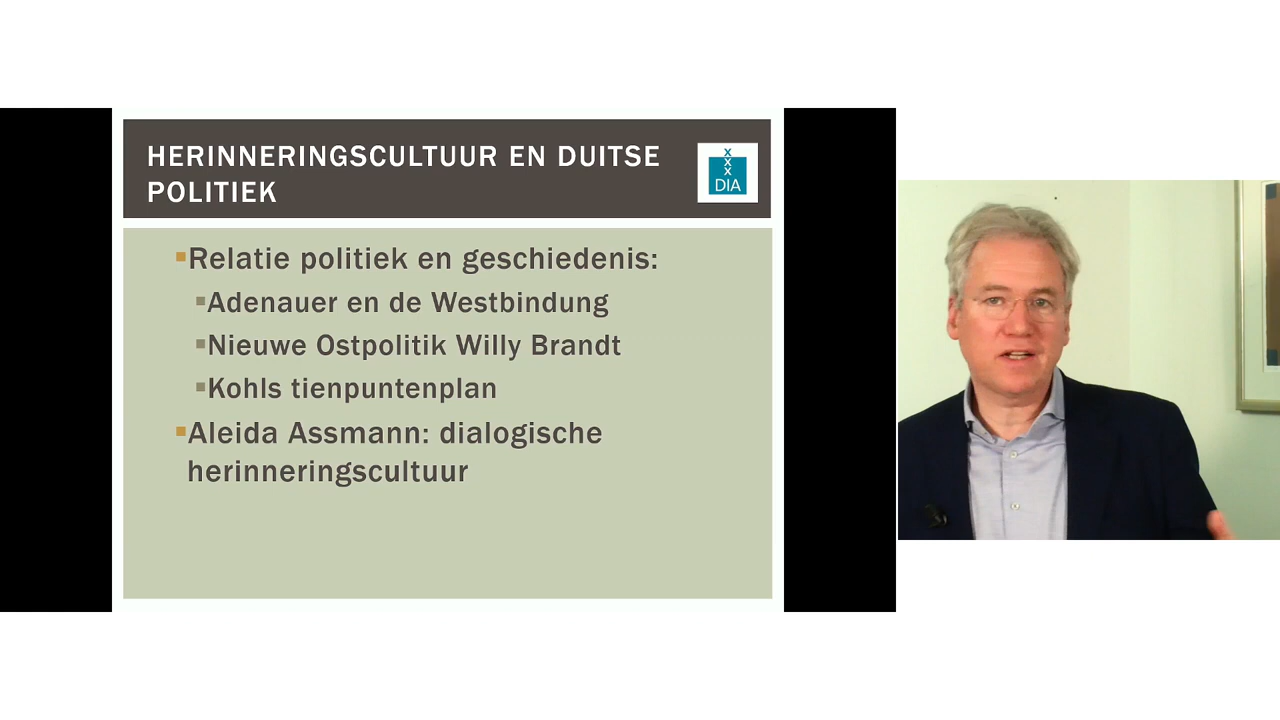 HERINNERINGSCULTUUR EN DUITSE
POLITIEK
X
X
X
DIA
Relatie politiek en geschiedenis:
Adenauer en de Westbindung
Nieuwe Ostpolitik Willy Brandt
Kohls tienpuntenplan
Aleida Assmann: dialogische
herinneringscultuur